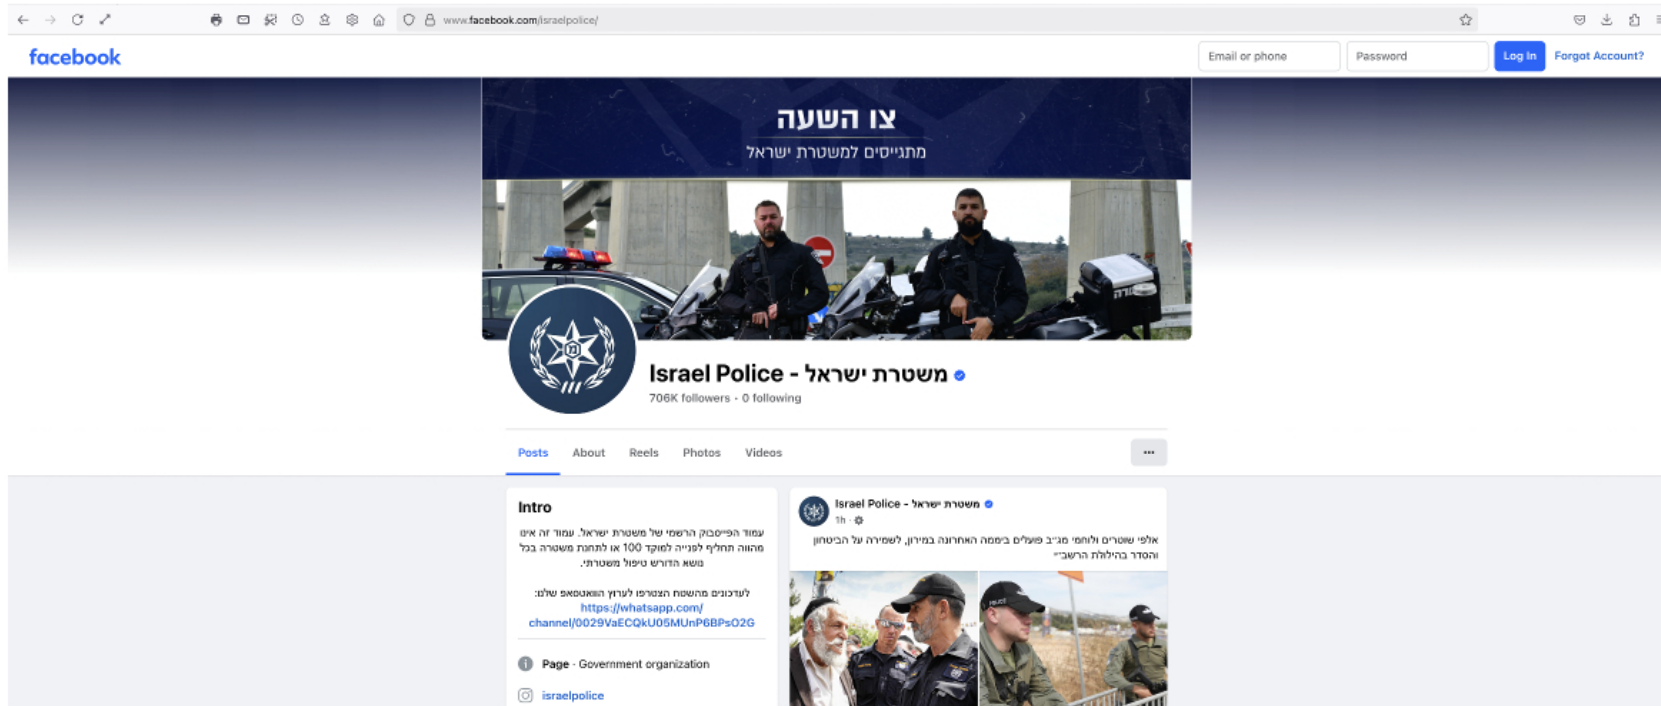 www.facebook.com/israelpolice/
facebook
Email or phone
Password
Log In
Forgot Account?
צו השעה
מתגייסים למשטרת ישראל
Israel Police - משטרת ישראל
706K followers • 0 following
Posts
About
Reels
Photos
Videos
Intro
עמוד הפייסבוק הרשמי של משטרת ישראל. עמוד זה אינו
מהווה תחליף לפנייה למוקד 100 או לתחנת משטרה בכל
נושא הדורש טיפול משטרתי.
לעדכונים מהשטח הצטרפו לערוץ הוואטסאפ שלנו:
https://whatsapp.com/
channel/0029VaECQkU05MUnP6BPsO2G
Page · Government organization
israelpolice
Israel Police - משטרת ישראל
1h
אלפי שוטרים ולוחמי מג״ב פועלים ביממה האחרונה במירון, לשמירה על הביטחון
והסדר בהילולת הרשב״י